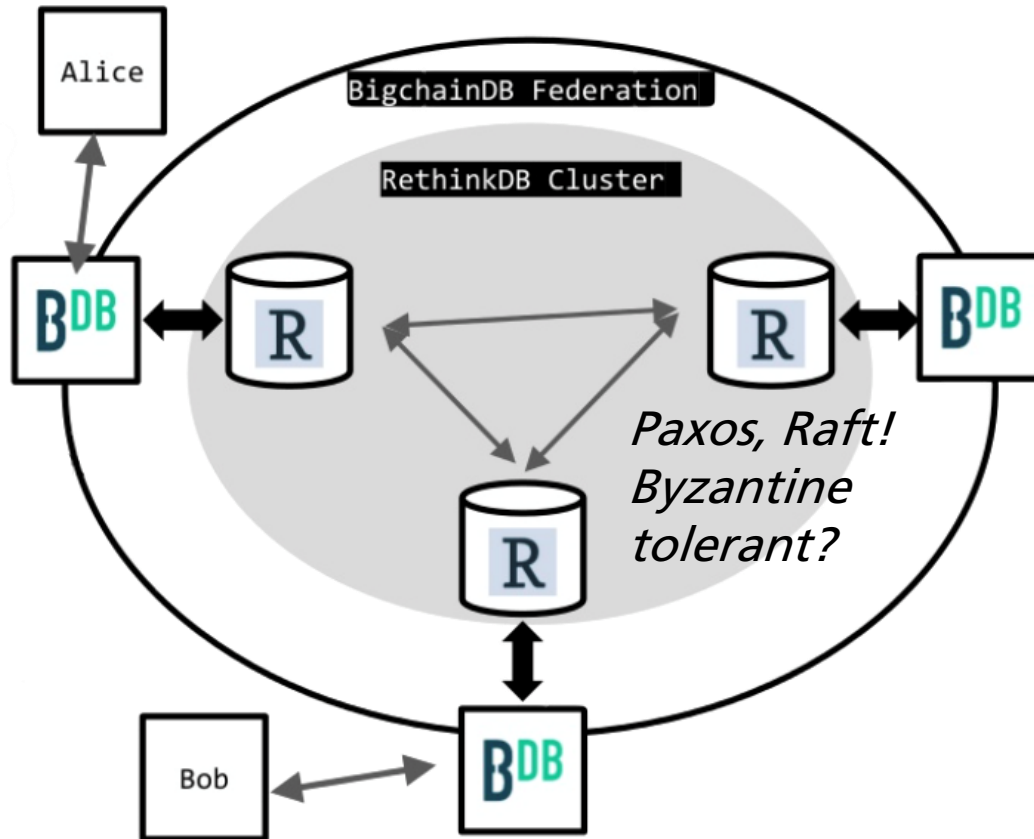 Alice
BigchainDB Federation
RethinkDB Cluster
BDB
R
R
BDB
Paxos, Raft!
Byzantine
tolerant?
R
Bob
BDB